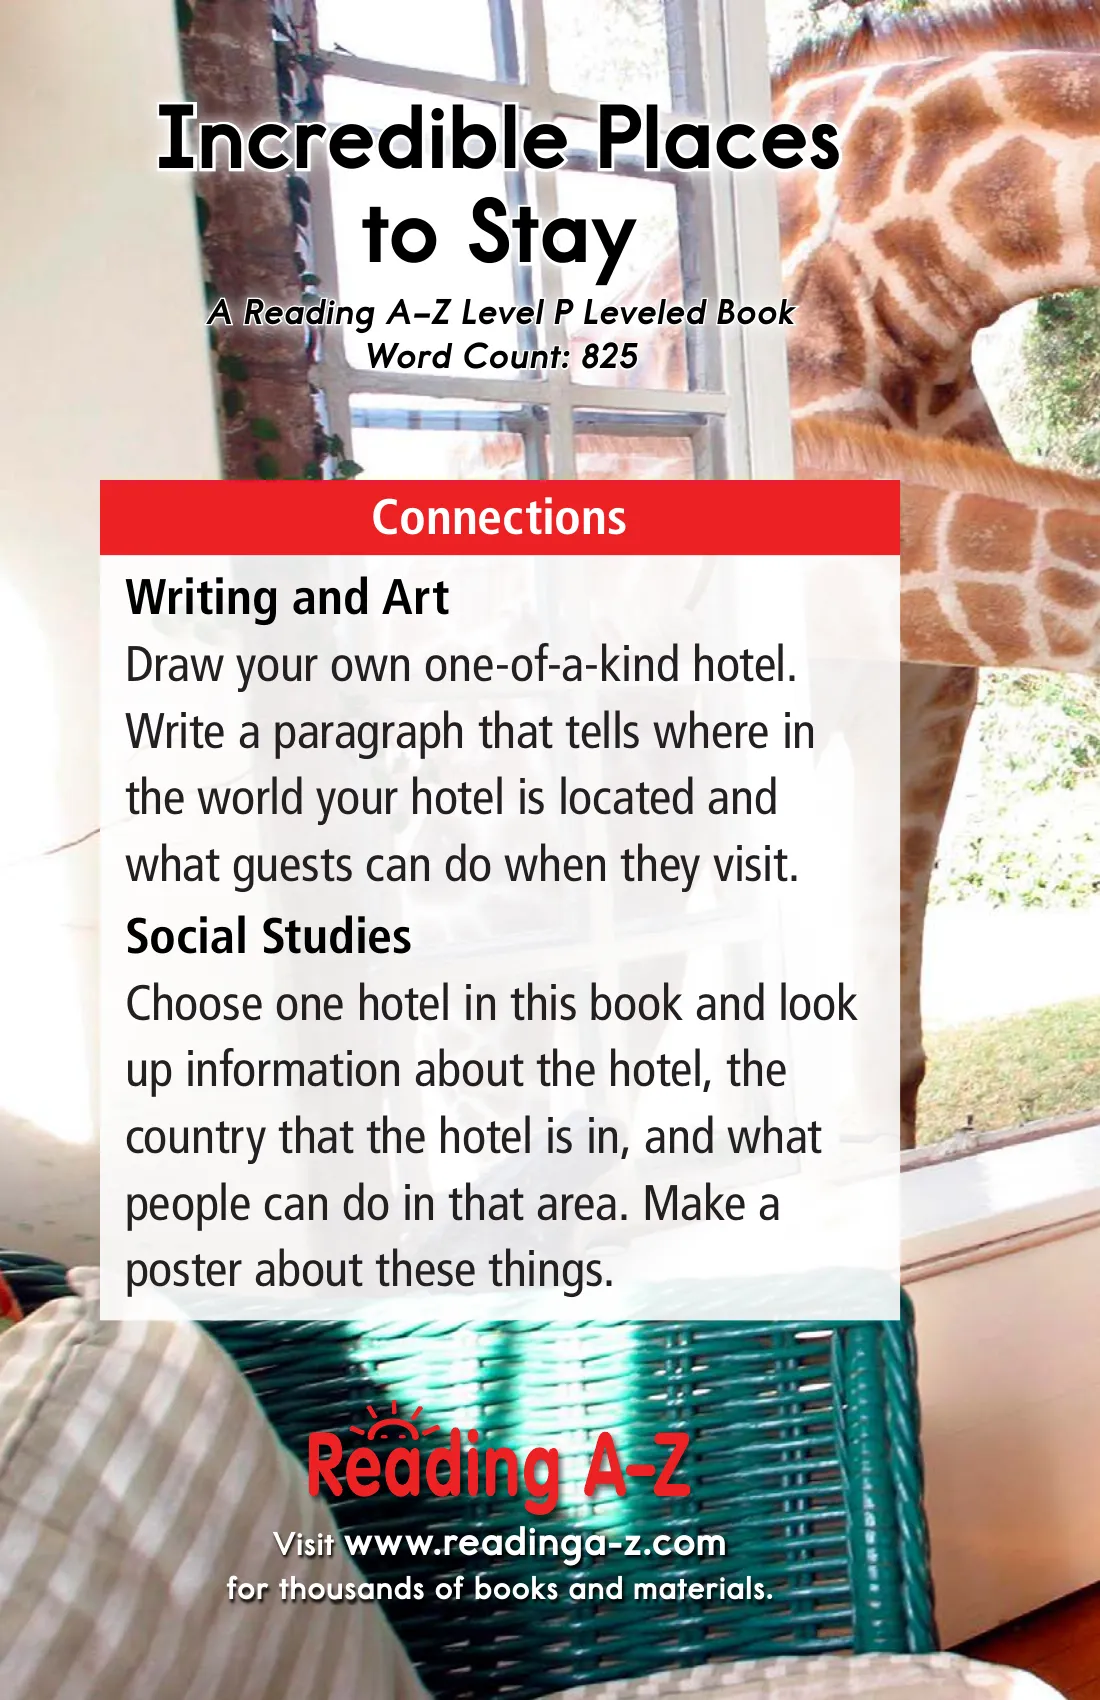 Incredible Places
to Stay
A Reading A–Z Level P Leveled Book
Word Count: 825
Connections
Writing and Art
Draw your own one-of-a-kind hotel.
Write a paragraph that tells where in
the world your hotel is located and
what guests can do when they visit.
Social Studies
Choose one hotel in this book and look
up information about the hotel, the
country that the hotel is in, and what
people can do in that area. Make a
poster about these things.
Reading A-Z
Visit www.readinga-z.com
for thousands of books and materials.